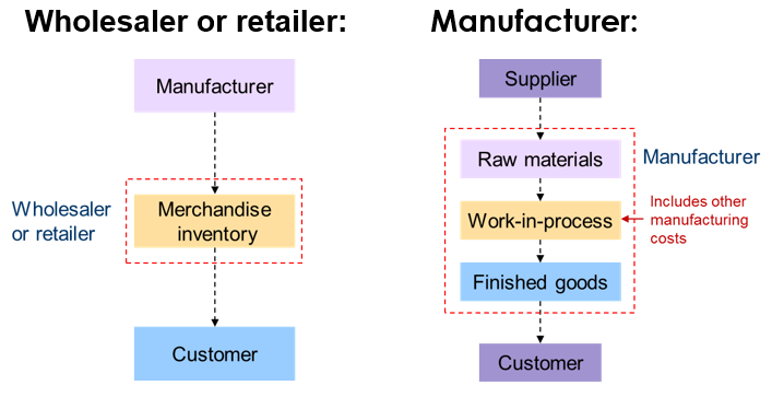 Wholesaler or retailer:
Manufacturer
Wholesaler
or retailer
Merchandise
inventory
Customer
Manufacturer:
Supplier
Raw materials
Manufacturer
Work-in-process
Includes other
manufacturing
costs
Finished goods
Customer